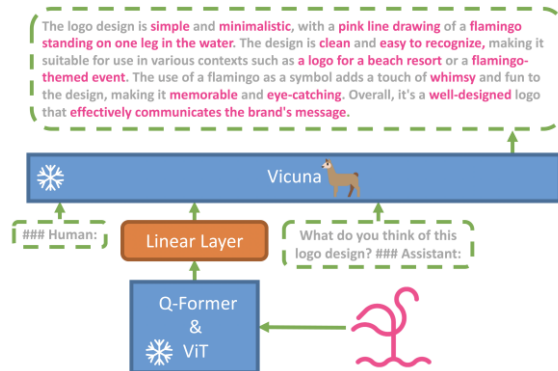 The logo design is simple and minimalistic, with a pink line drawing of a flamingo
standing on one leg in the water. The design is clean and easy to recognize, making it
suitable for use in various contexts such as a logo for a beach resort or a flamingo-
themed event. The use of a flamingo as a symbol adds a touch of whimsy and fun to
the design, making it memorable and eye-catching. Overall, it's a well-designed logo
that effectively communicates the brand's message.
Vicuna
### Human:
Linear Layer
What do you think of this
logo design? ### Assistant:
Q-Former
&
ViT